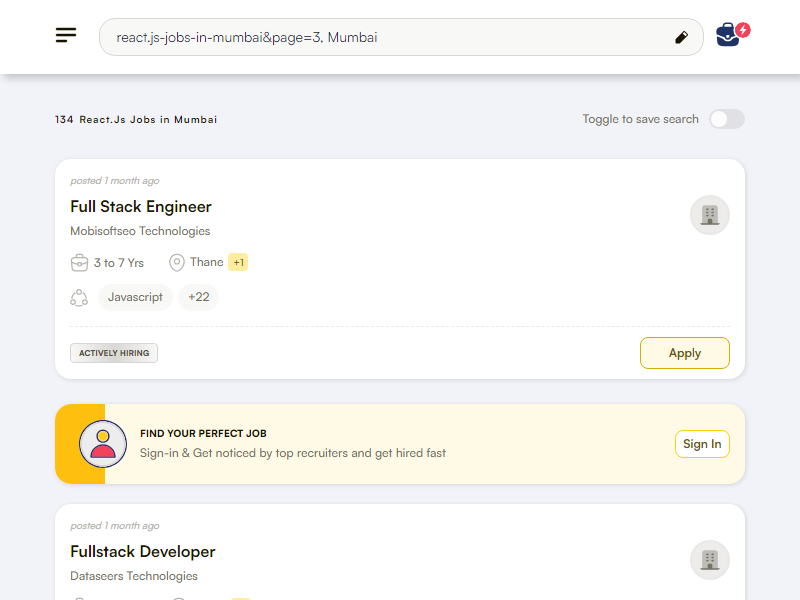 react.js-jobs-in-mumbai&page=3, Mumbai
134 React.Js Jobs in Mumbai
Toggle to save search
posted 1 month ago
Full Stack Engineer
Mobisoftseo Technologies
3 to 7 Yrs
Thane +1
Javascript +22
ACTIVELY HIRING
Apply
FIND YOUR PERFECT JOB
Sign-in & Get noticed by top recruiters and get hired fast
Sign In
posted 1 month ago
Fullstack Developer
Dataseers Technologies